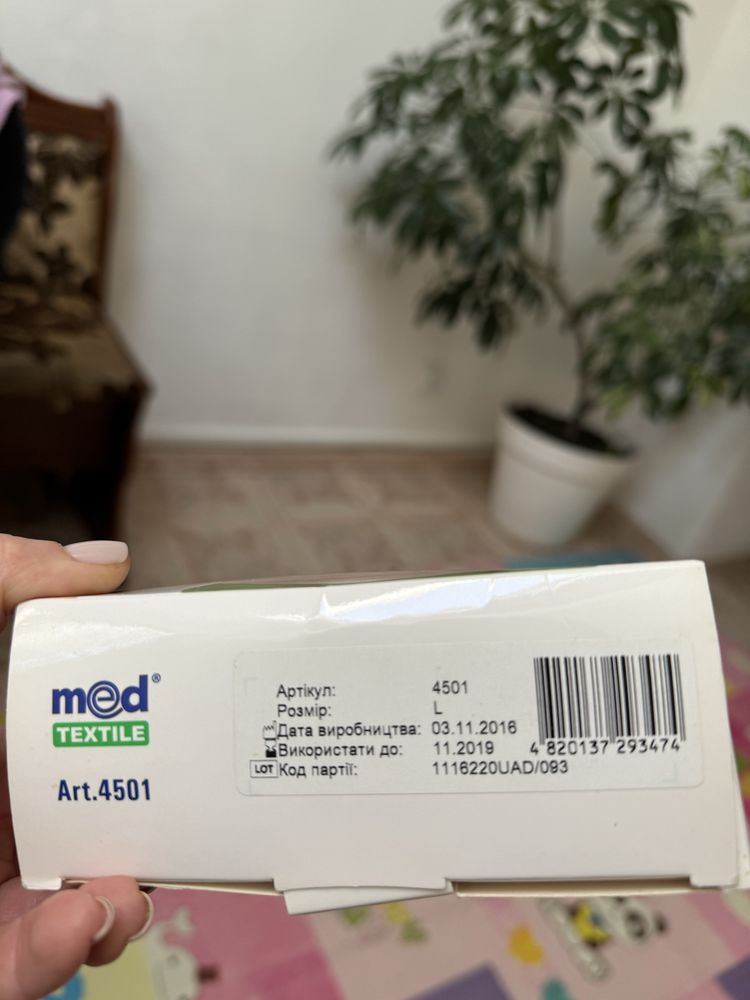 med®
TEXTILE
Art.4501
Артікул: 4501
Розмір: L
Дата виробництва: 03.11.2016
Використати до: 11.2019
LOT Код партії: 1116220UAD/093
4 820137 293474